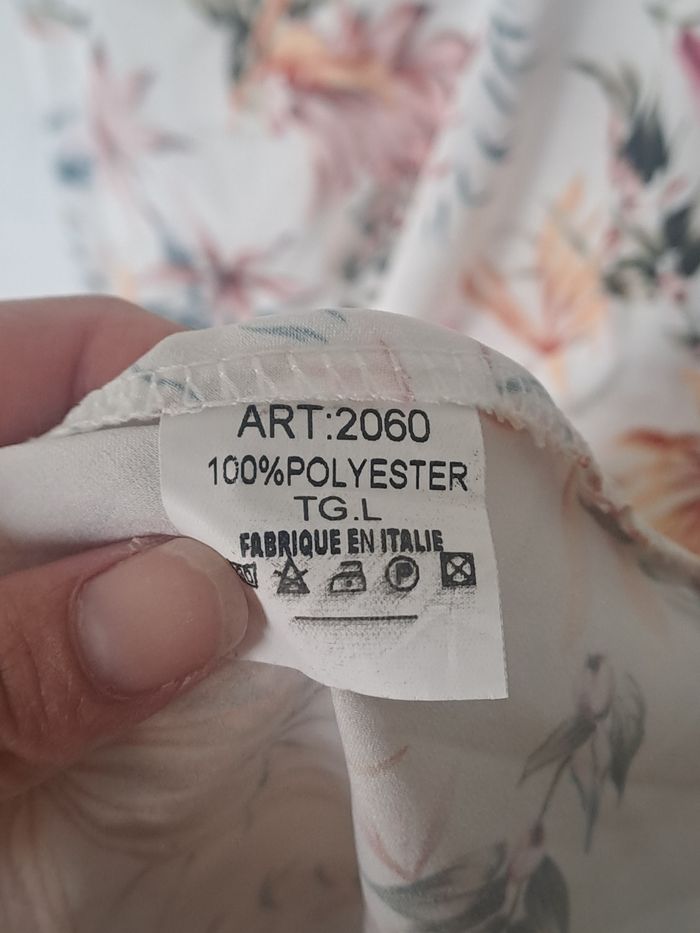 ART:2060
100%POLYESTER
TG.L
FABRIQUE EN ITALIE
P